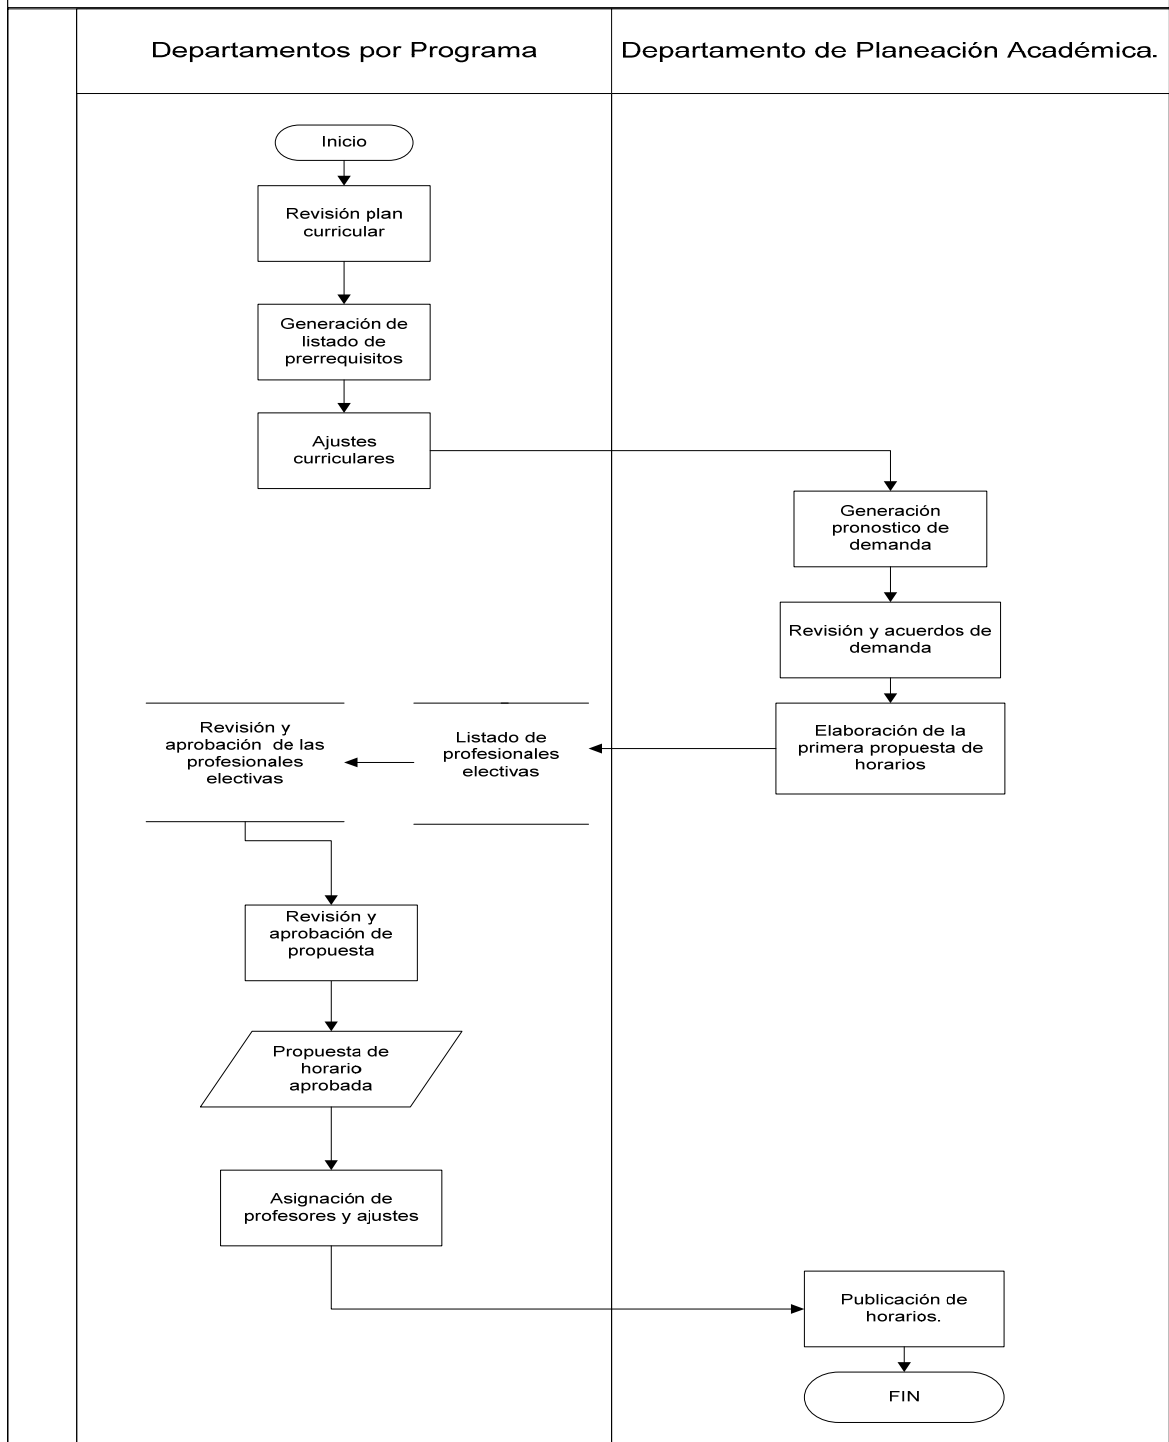 Departamentos por Programa
Departamento de Planeación Académica.
Inicio
Revisión plan
curricular
Generación de
listado de
prerrequisitos
Ajustes
curriculares
Generación
pronostico de
demanda
Revisión y acuerdos de
demanda
Elaboración de la
primera propuesta de
horarios
Listado de
profesionales
electivas
Revisión y
aprobación de las
profesionales
electivas
Revisión y
aprobación de
propuesta
Propuesta de
horario
aprobada
Asignación de
profesores y ajustes
Publicación de
horarios.
FIN